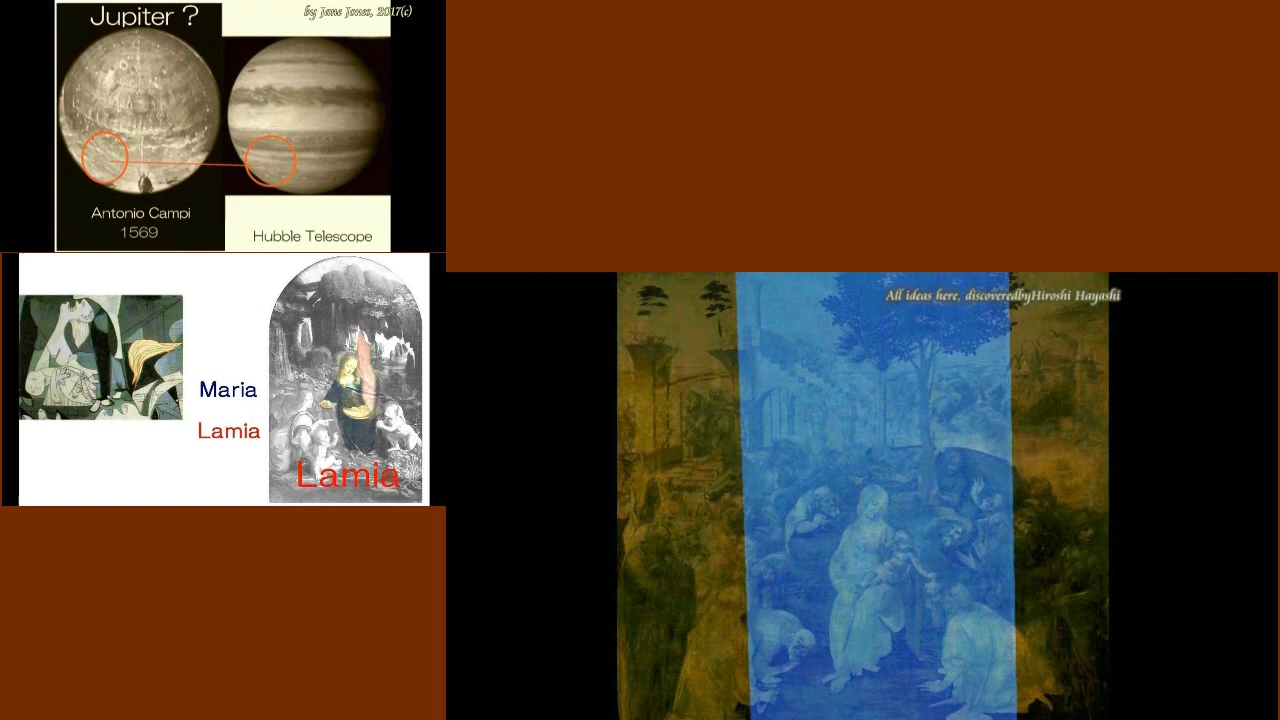 Jupiter ?
by Jane Jones, 2017(c)
Antonio Campi
1569
Hubble Telescope
Maria
Lamia
Lamia
All ideas here, discoveredbyHiroshi Hayashi